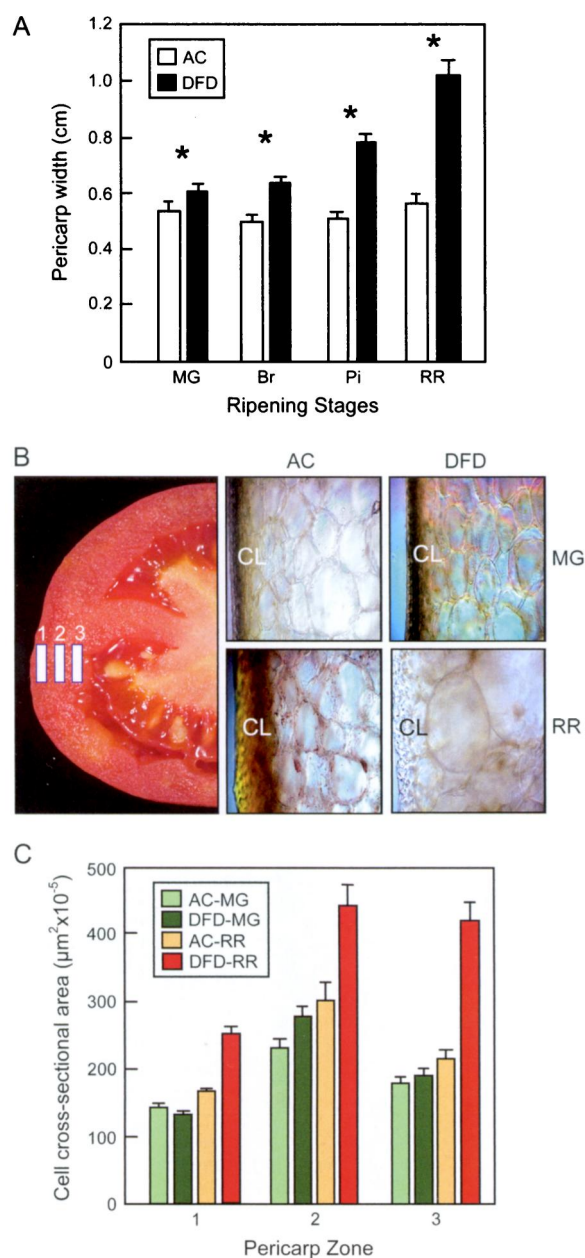 A
1.2
1.0
0.8
0.6
0.4
0.2
0
Pericarp width (cm)
AC
DFD
*
*
*
*
MG Br Pi RR
Ripening Stages
B
AC DFD
1 2 3
CL CL MG
CL CL RR
C
500
400
300
200
100
0
Cell cross-sectional area (µm²x10⁻⁵)
AC-MG
DFD-MG
AC-RR
DFD-RR
1 2 3
Pericarp Zone